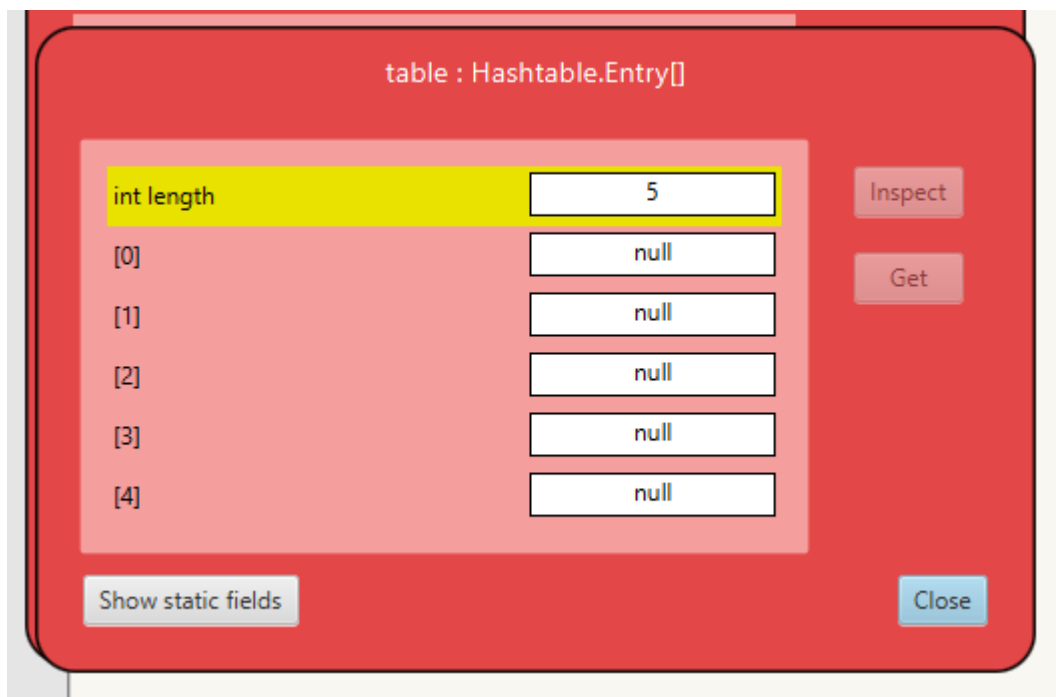 table : Hashtable.Entry[]
int length 5
Inspect
[0] null
Get
[1] null
[2] null
[3] null
[4] null
Show static fields
Close